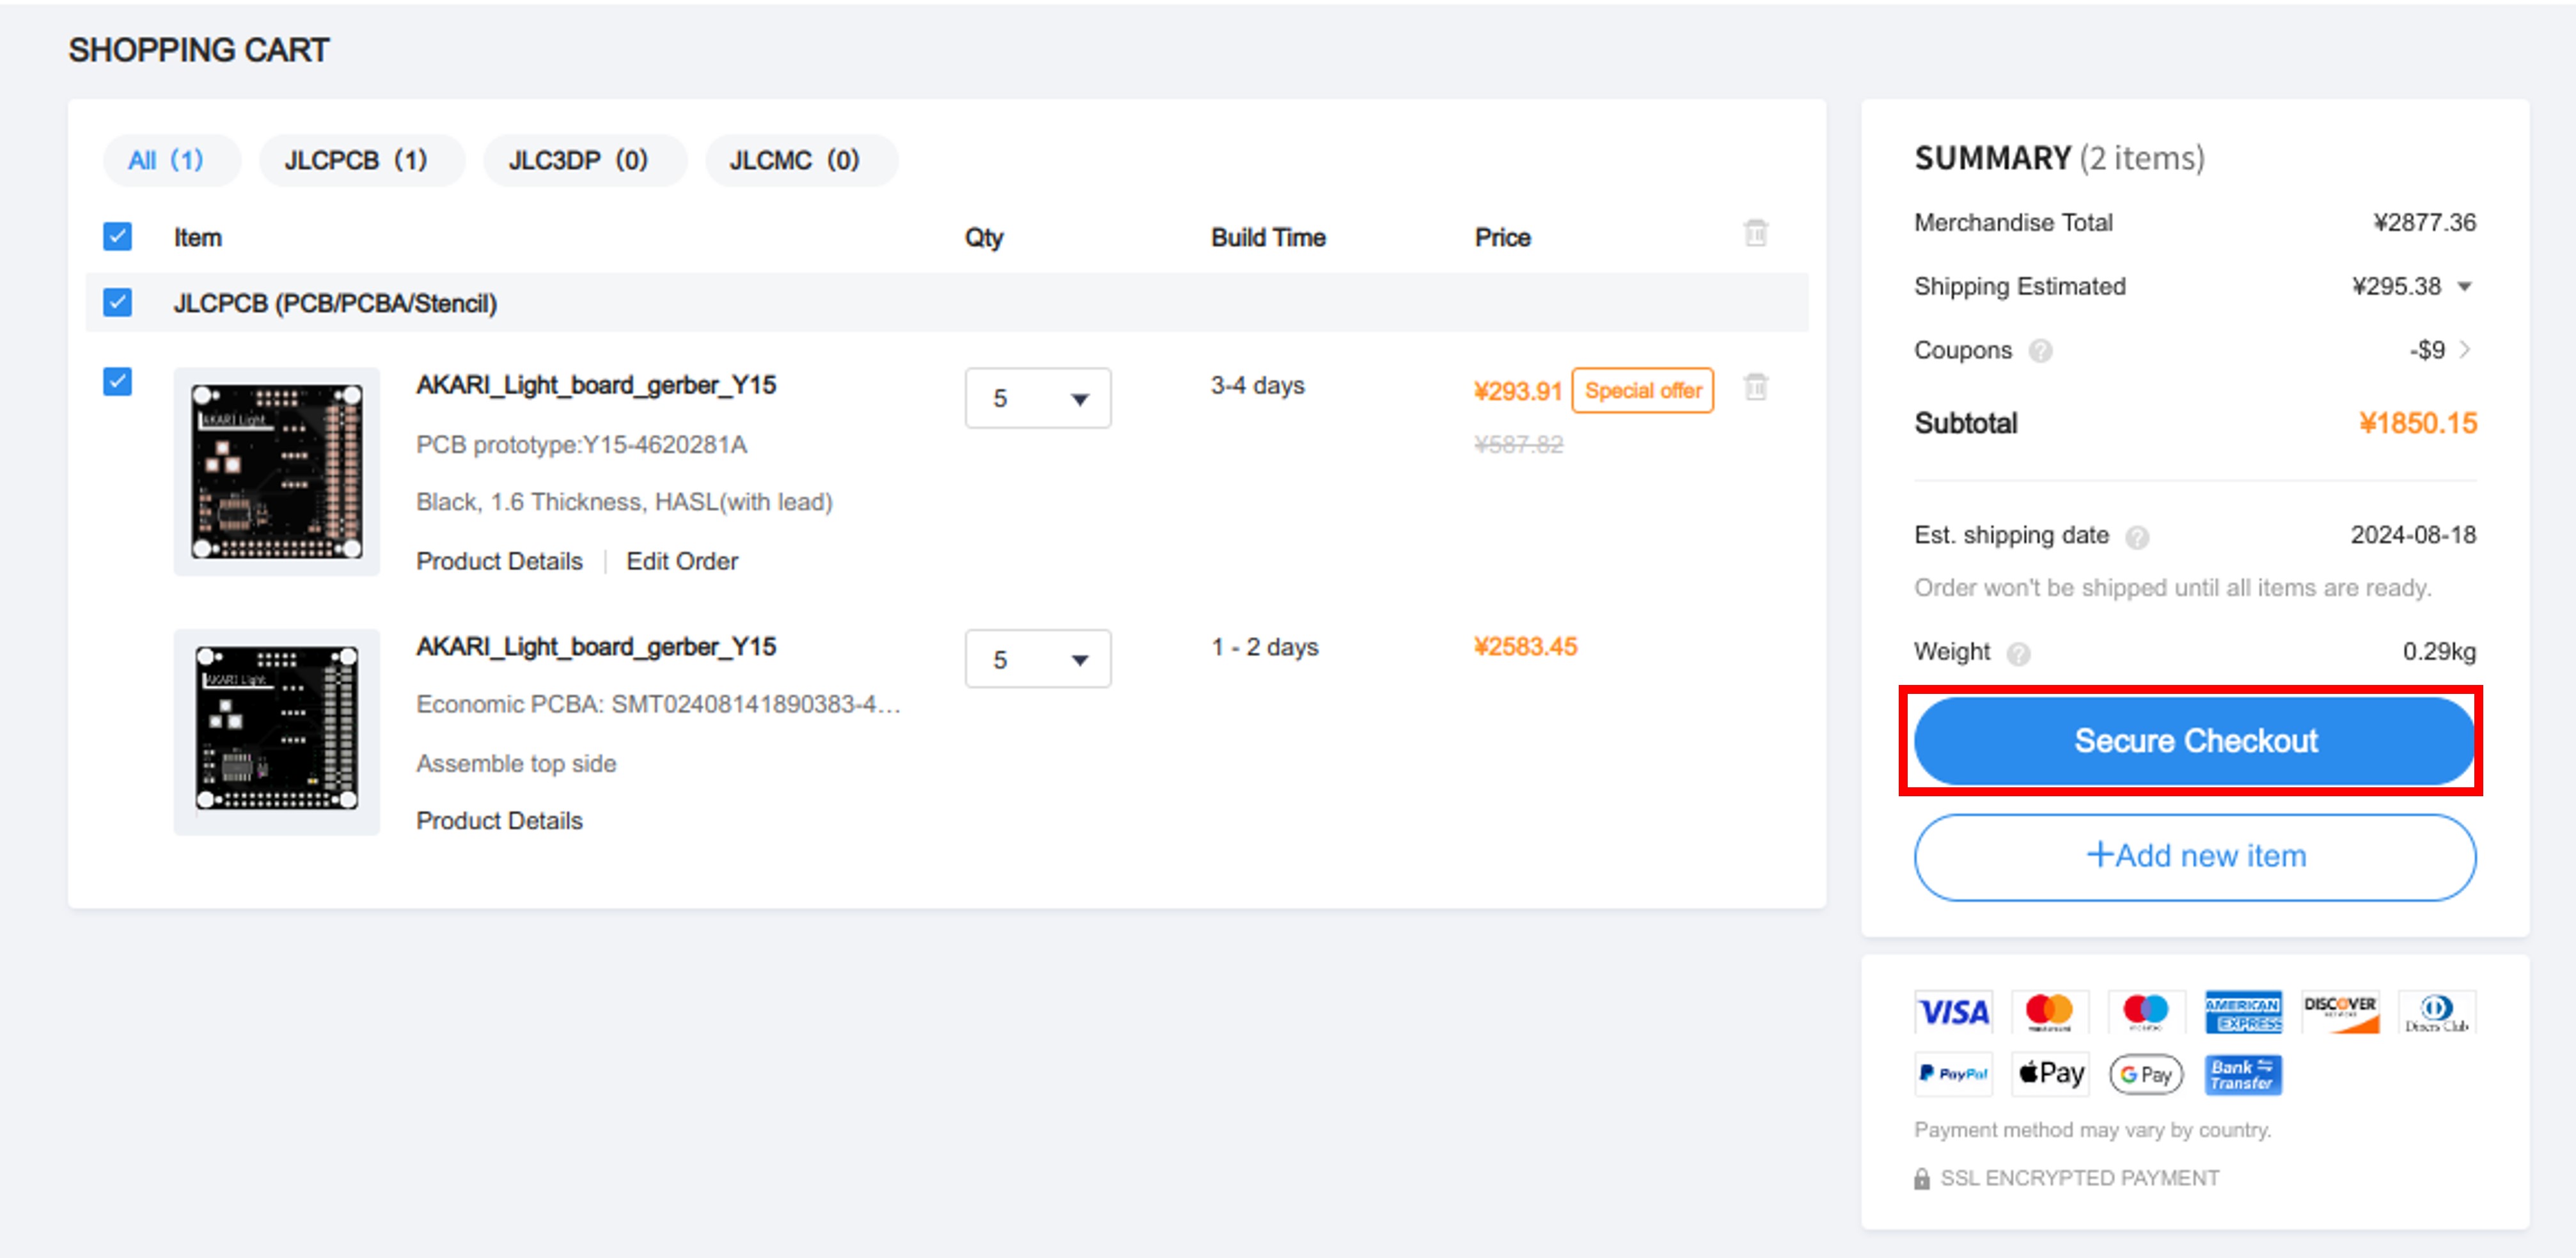 SHOPPING CART
All (1) JLCPCB (1) JLC3DP (0) JLCMC (0)
Item Qty Build Time Price
JLCPCB (PCB/PCBA/Stencil)
AKARI_Light_board_gerber_Y15 5 3-4 days ¥293.91 Special offer
PCB prototype:Y15-4620281A ¥587.82
Black, 1.6 Thickness, HASL(with lead)
Product Details | Edit Order
AKARI Light
AKARI_Light_board_gerber_Y15 5 1 - 2 days ¥2583.45
Economic PCBA: SMT02408141890383-4...
Assemble top side
Product Details
AKARI Light
SUMMARY (2 items)
Merchandise Total ¥2877.36
Shipping Estimated ¥295.38
Coupons ? -$9
Subtotal ¥1850.15
Est. shipping date ? 2024-08-18
Order won't be shipped until all items are ready.
Weight ? 0.29kg
Secure Checkout
+Add new item
VISA AMERICAN EXPRESS DISCOVER Diners Club
PayPal Pay G Pay Bank Transfer
Payment method may vary by country.
SSL ENCRYPTED PAYMENT